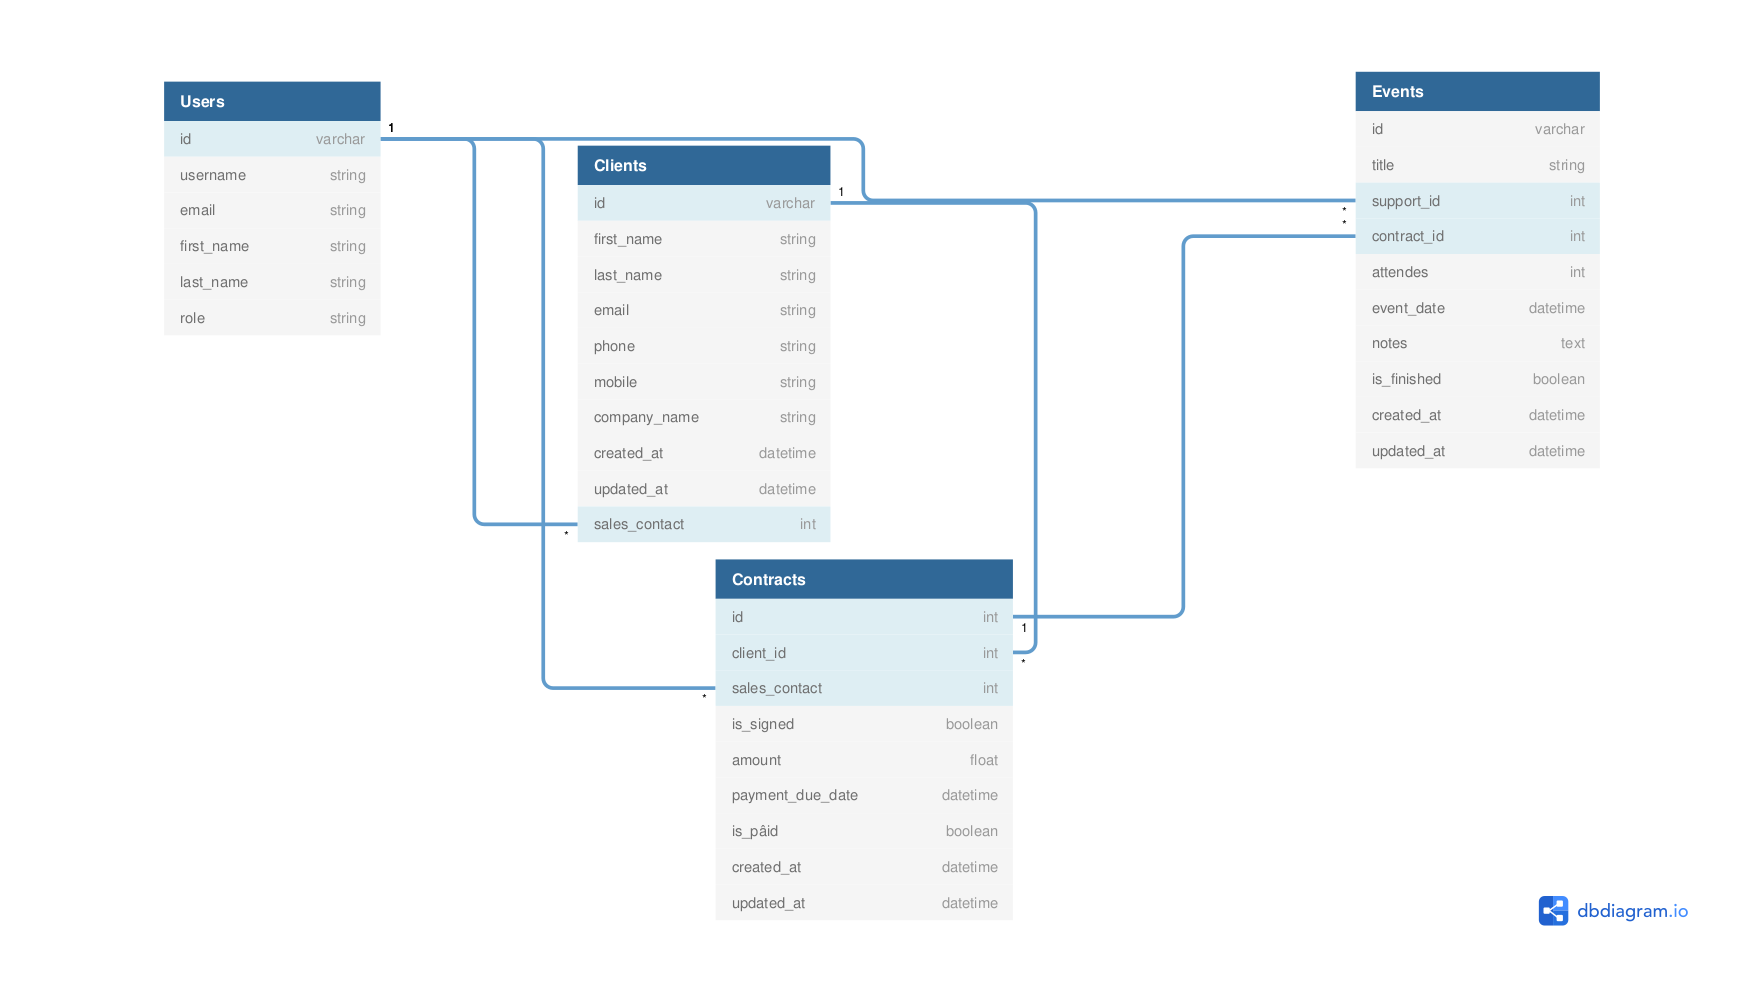 Users
id varchar
username string
email string
first_name string
last_name string
role string
1
Clients
id varchar
first_name string
last_name string
email string
phone string
mobile string
company_name string
created_at datetime
updated_at datetime
sales_contact int
1
*
Contracts
id int
client_id int
sales_contact int
is_signed boolean
amount float
payment_due_date datetime
is_pâid boolean
created_at datetime
updated_at datetime
1
*
*
Events
id varchar
title string
support_id int
contract_id int
attendes int
event_date datetime
notes text
is_finished boolean
created_at datetime
updated_at datetime
*
*
dbdiagram.io